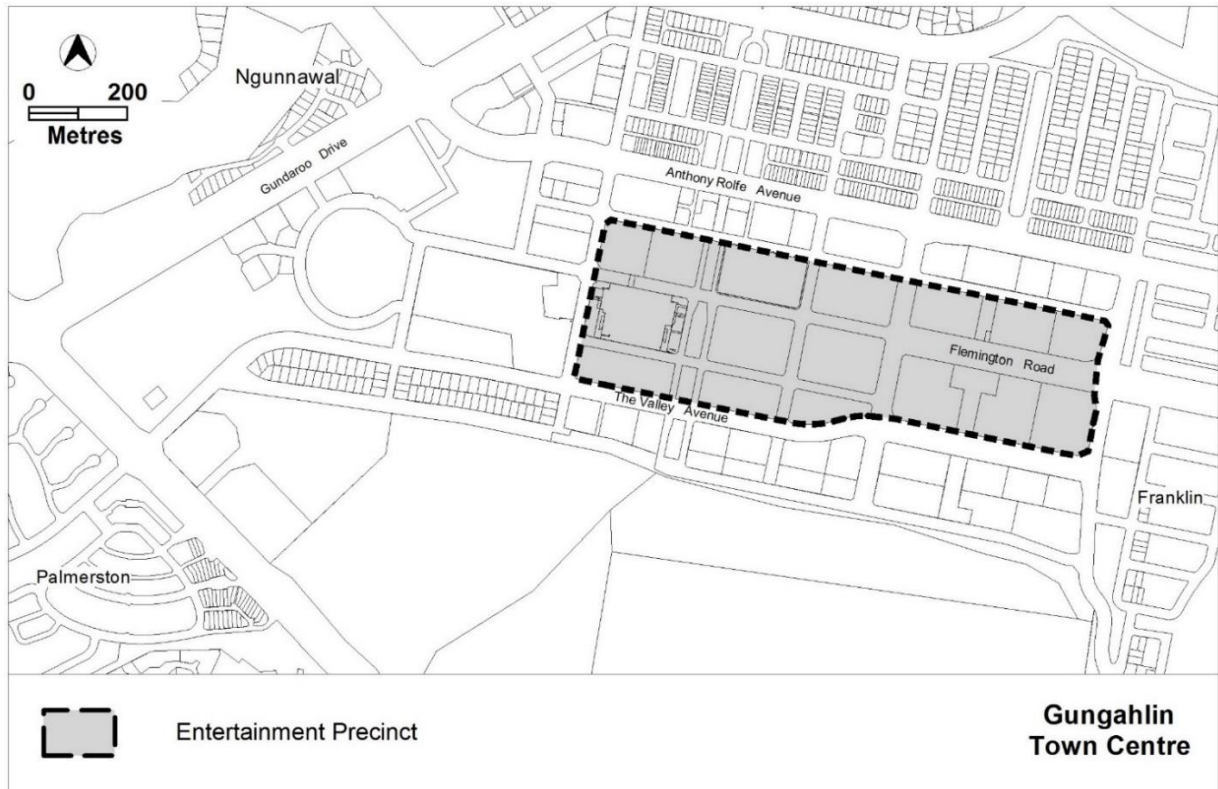 Ngunnawal
0 200
Metres
Gundaroo Drive
Anthony Rolfe Avenue
Flemington Road
The Valley Avenue
Franklin
Palmerston
Entertainment Precinct
Gungahlin
Town Centre